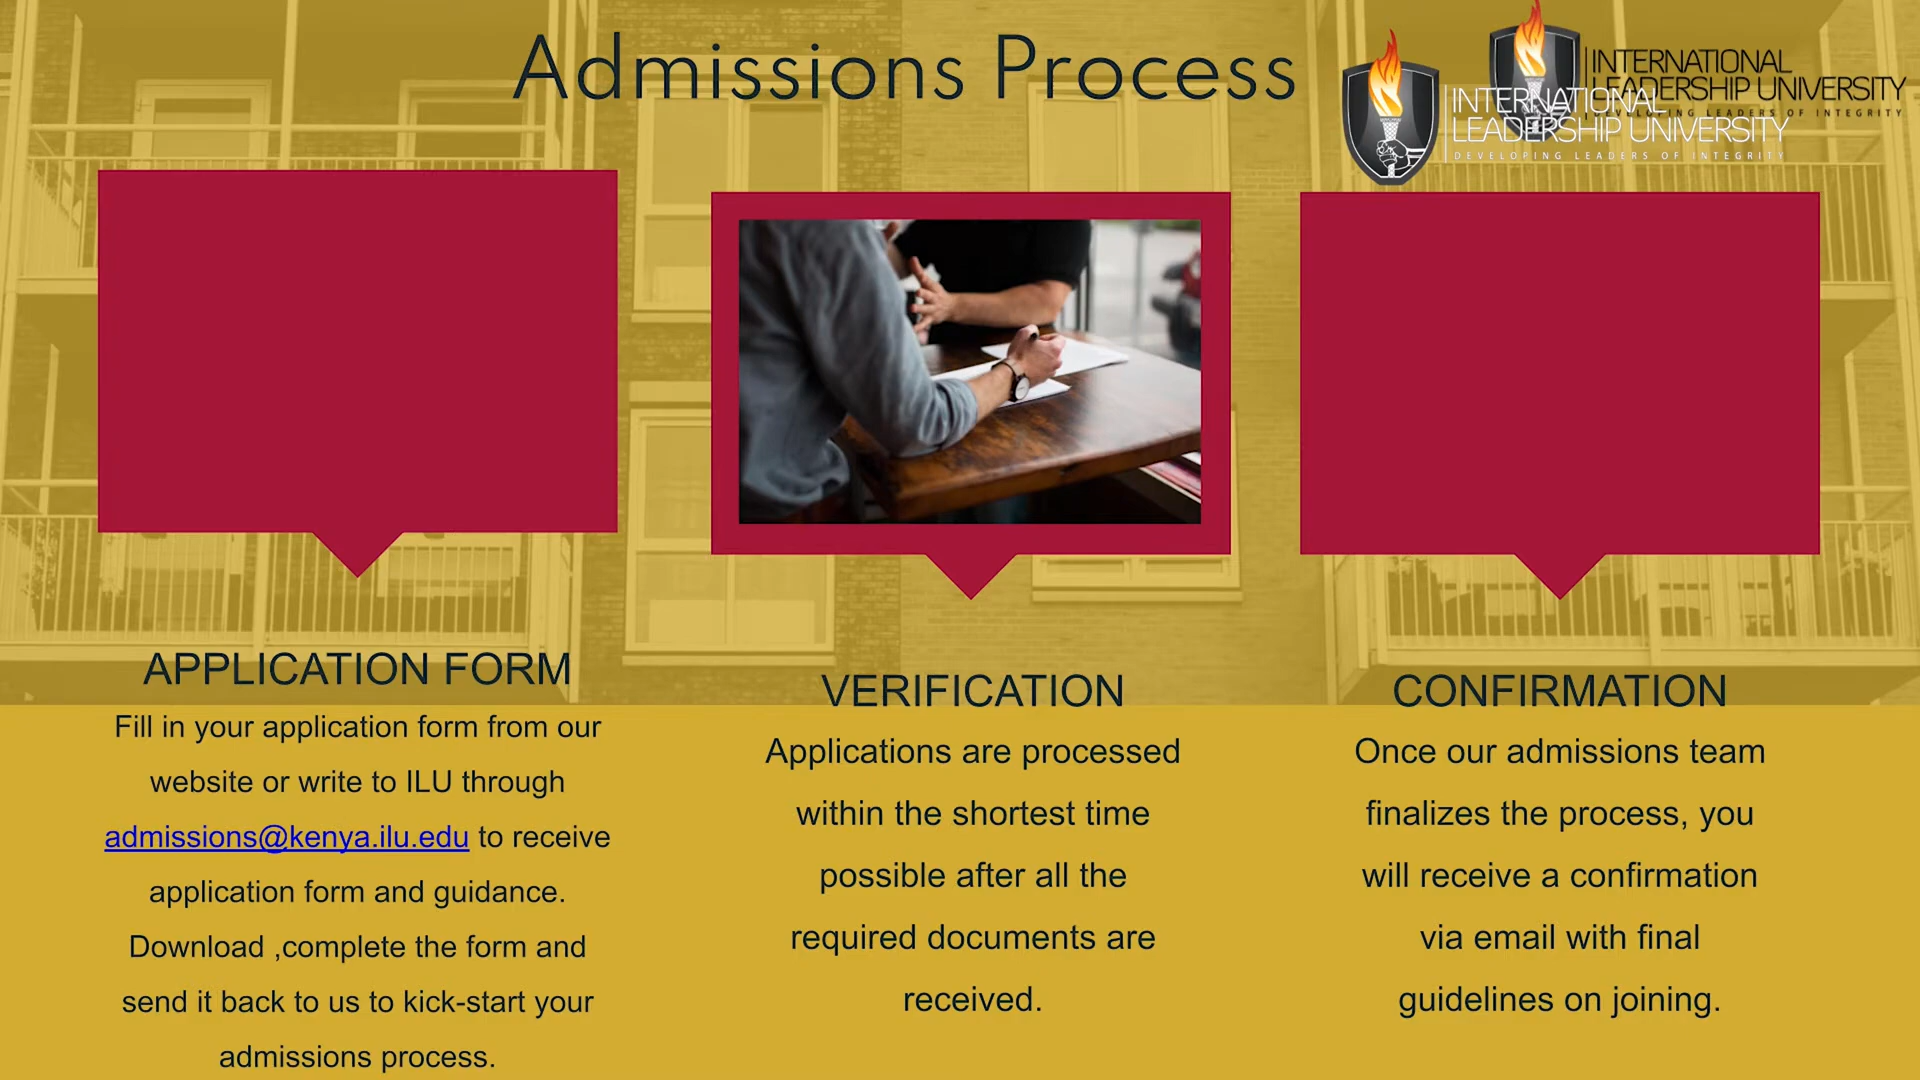 Admissions Process
INTERNATIONAL
LEADERSHIP UNIVERSITY
DEVELOPING LEADERS OF INTEGRITY
INTERNATIONAL
LEADERSHIP UNIVERSITY
DEVELOPING LEADERS OF INTEGRITY
APPLICATION FORM
Fill in your application form from our
website or write to ILU through
admissions@kenya.ilu.edu to receive
application form and guidance.
Download ,complete the form and
send it back to us to kick-start your
admissions process.
VERIFICATION
Applications are processed
within the shortest time
possible after all the
required documents are
received.
CONFIRMATION
Once our admissions team
finalizes the process, you
will receive a confirmation
via email with final
guidelines on joining.